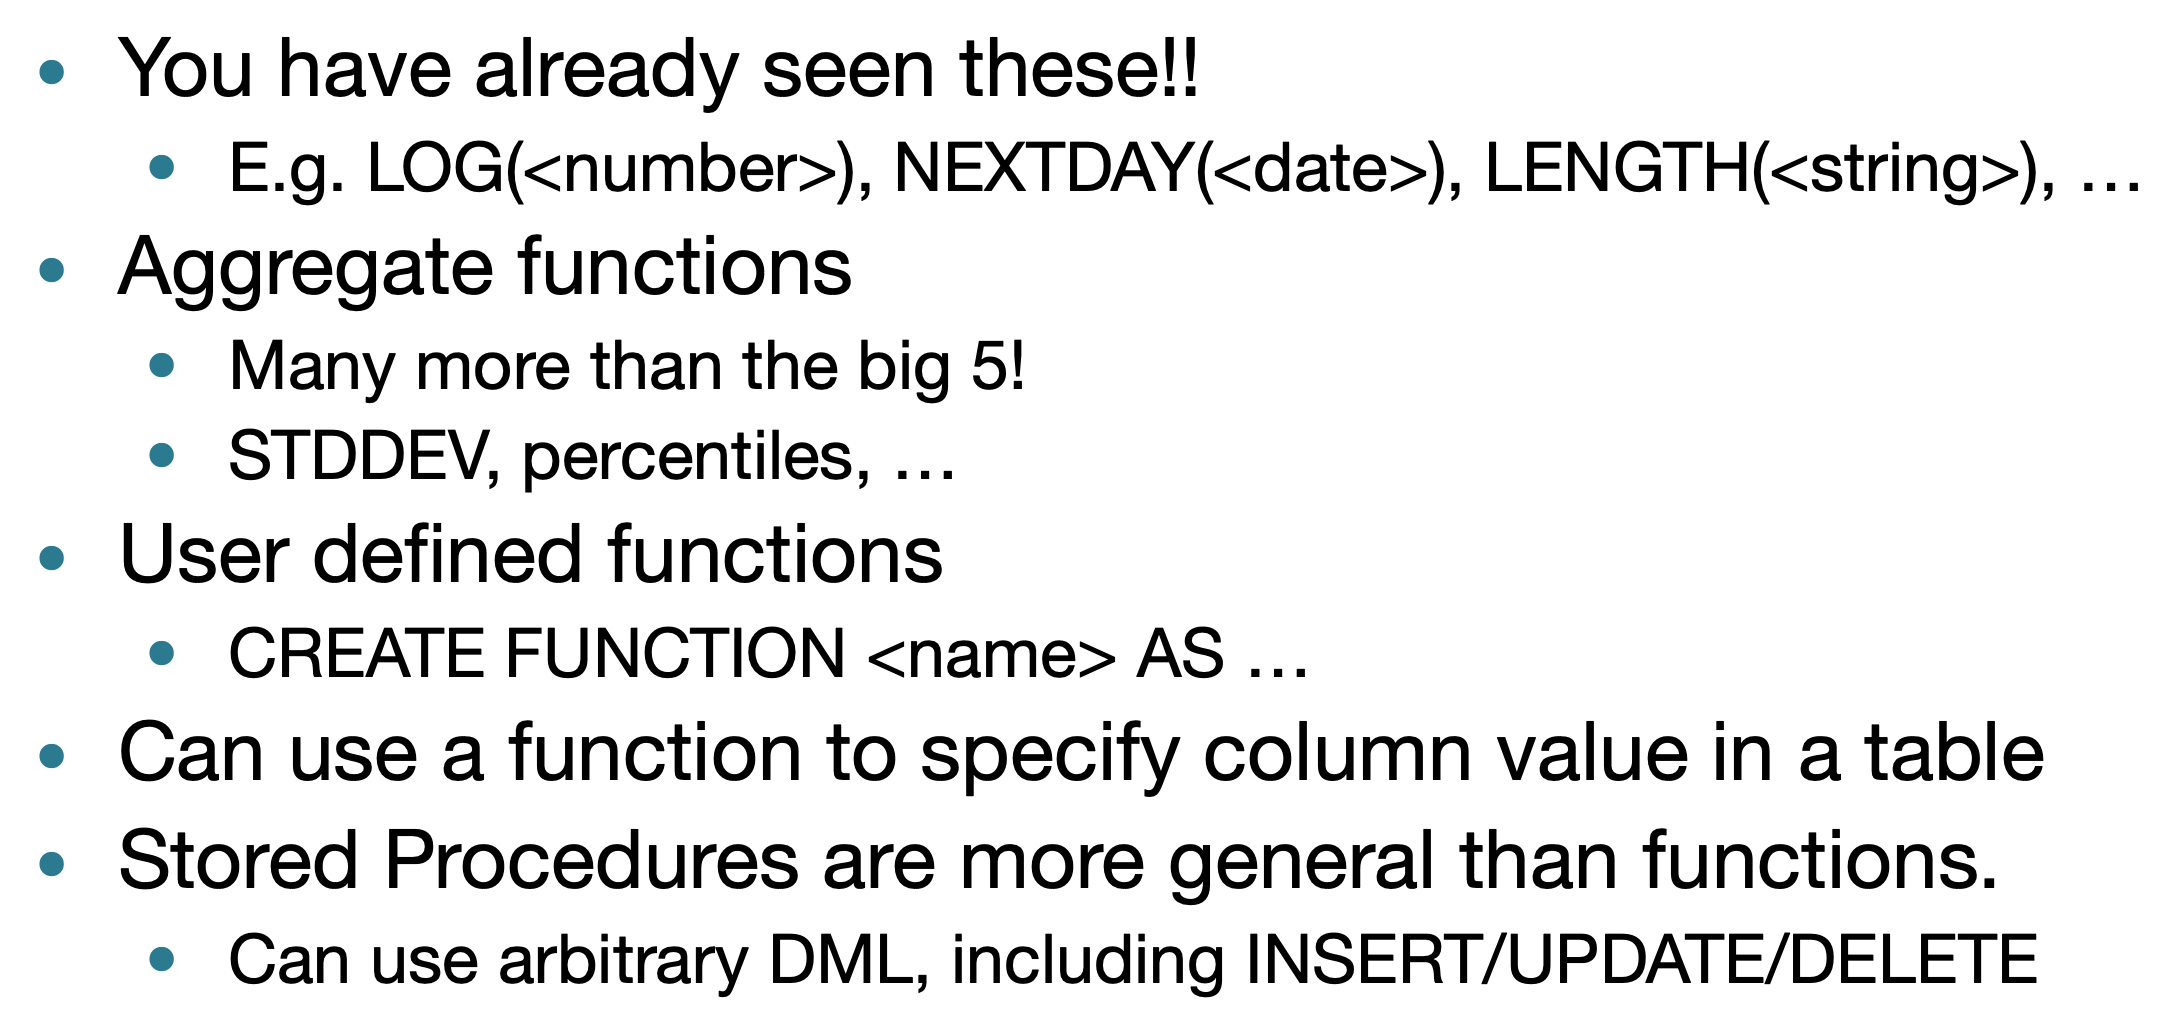 • You have already seen these!!
• E.g. LOG(<number>), NEXTDAY(<date>), LENGTH(<string>), …
• Aggregate functions
• Many more than the big 5!
• STDDEV, percentiles, …
• User defined functions
• CREATE FUNCTION <name> AS …
• Can use a function to specify column value in a table
• Stored Procedures are more general than functions.
• Can use arbitrary DML, including INSERT/UPDATE/DELETE